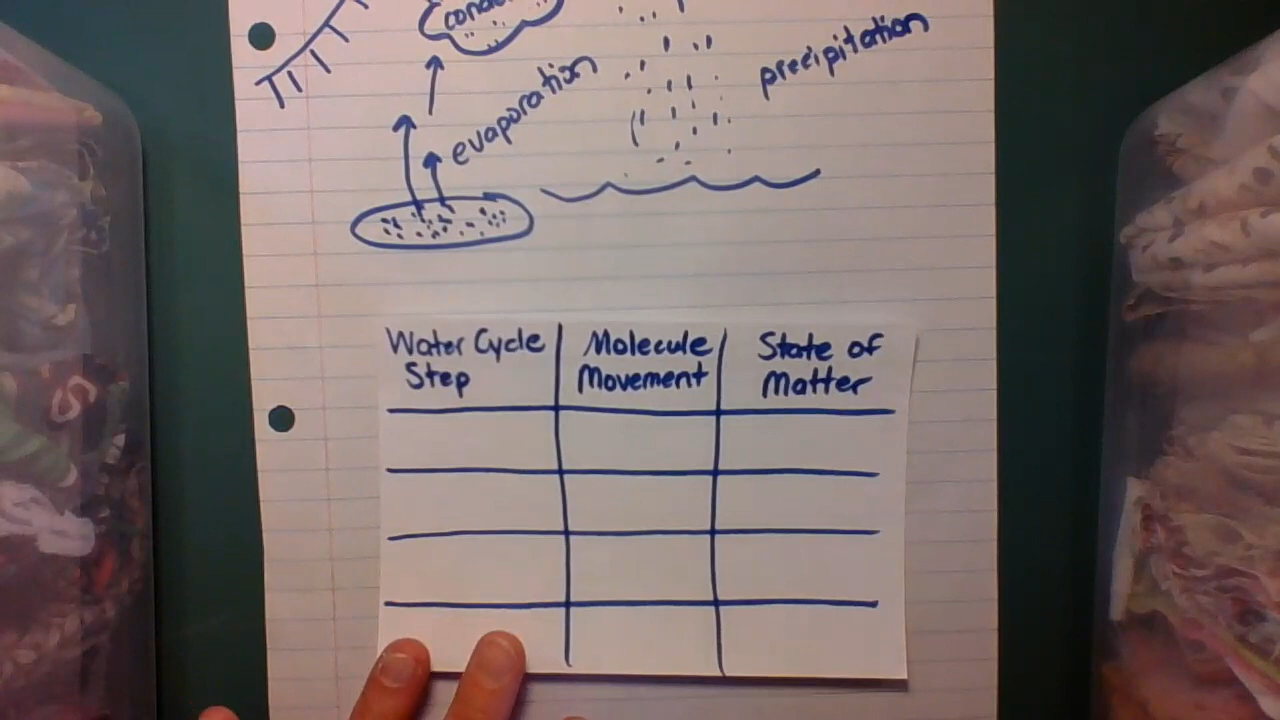 evaporation
precipitation
Water Cycle Step
Molecule Movement
State of Matter